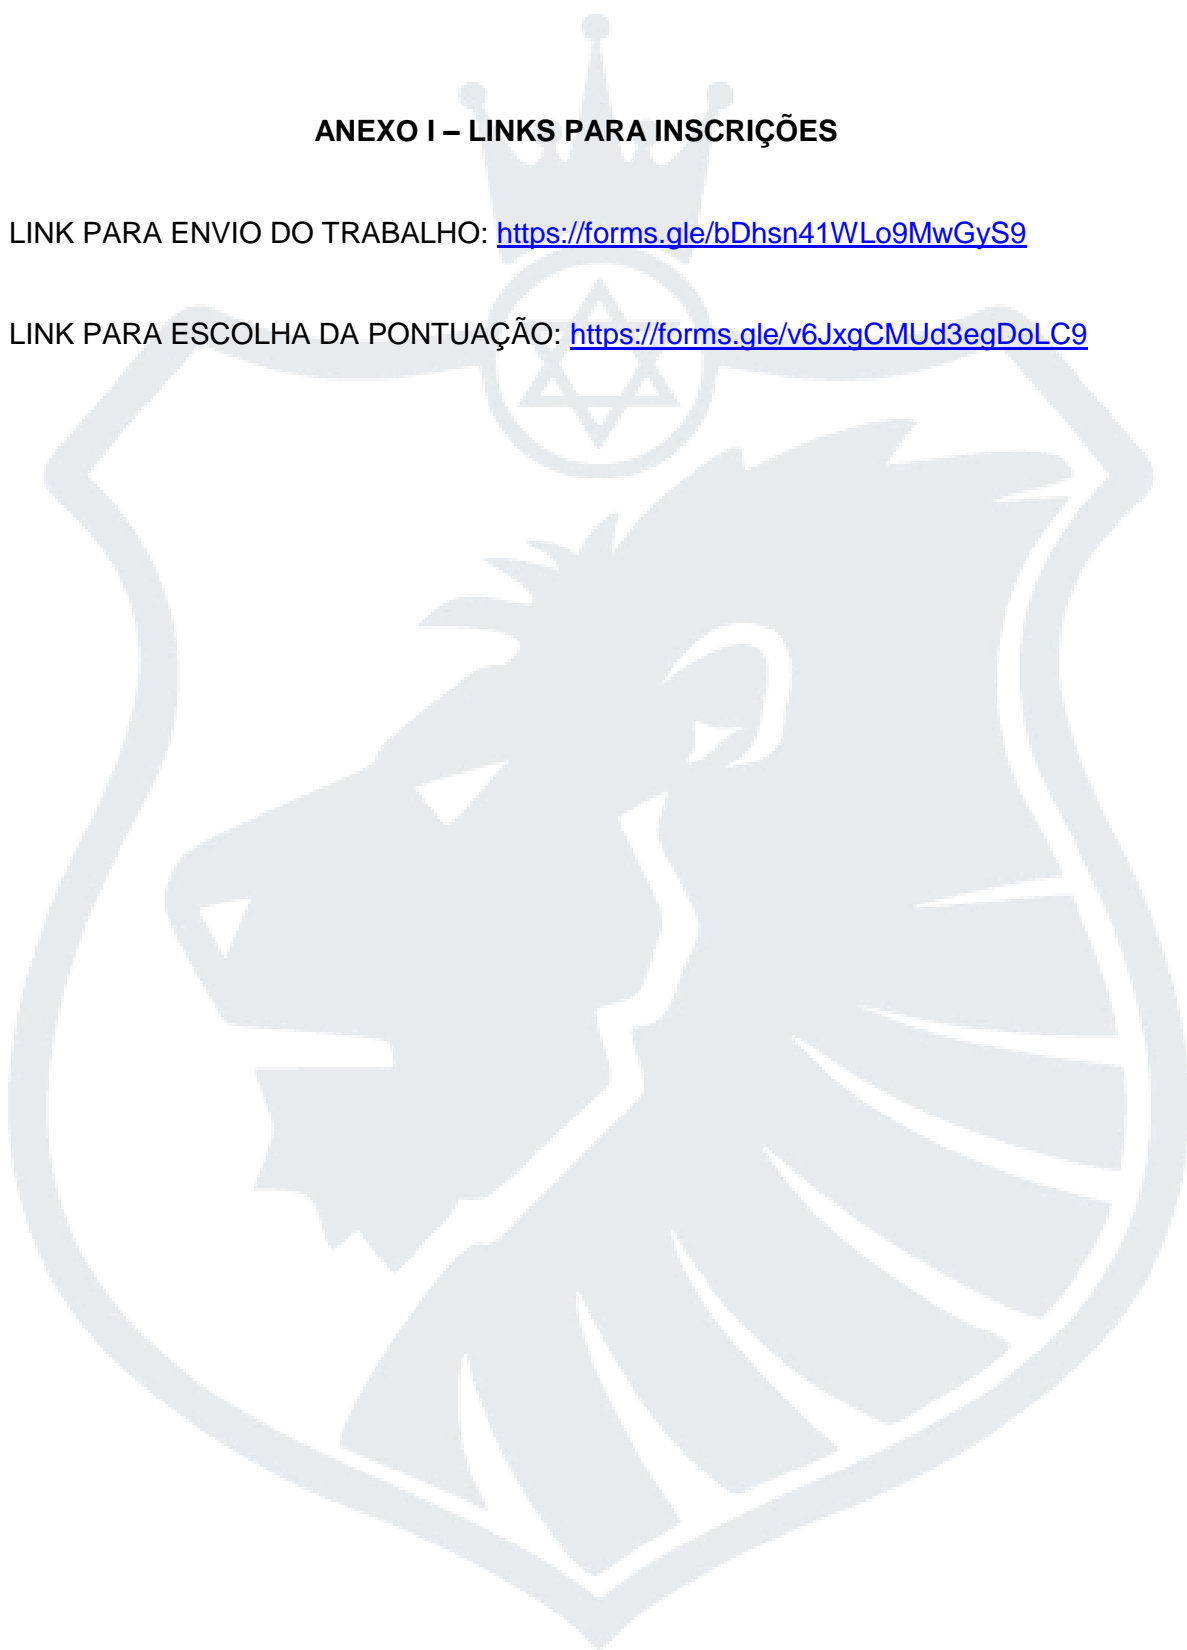 ANEXO I – LINKS PARA INSCRIÇÕES
LINK PARA ENVIO DO TRABALHO: https://forms.gle/bDhsn41WLo9MwGyS9
LINK PARA ESCOLHA DA PONTUAÇÃO: https://forms.gle/v6JxgCMUd3egDoLC9